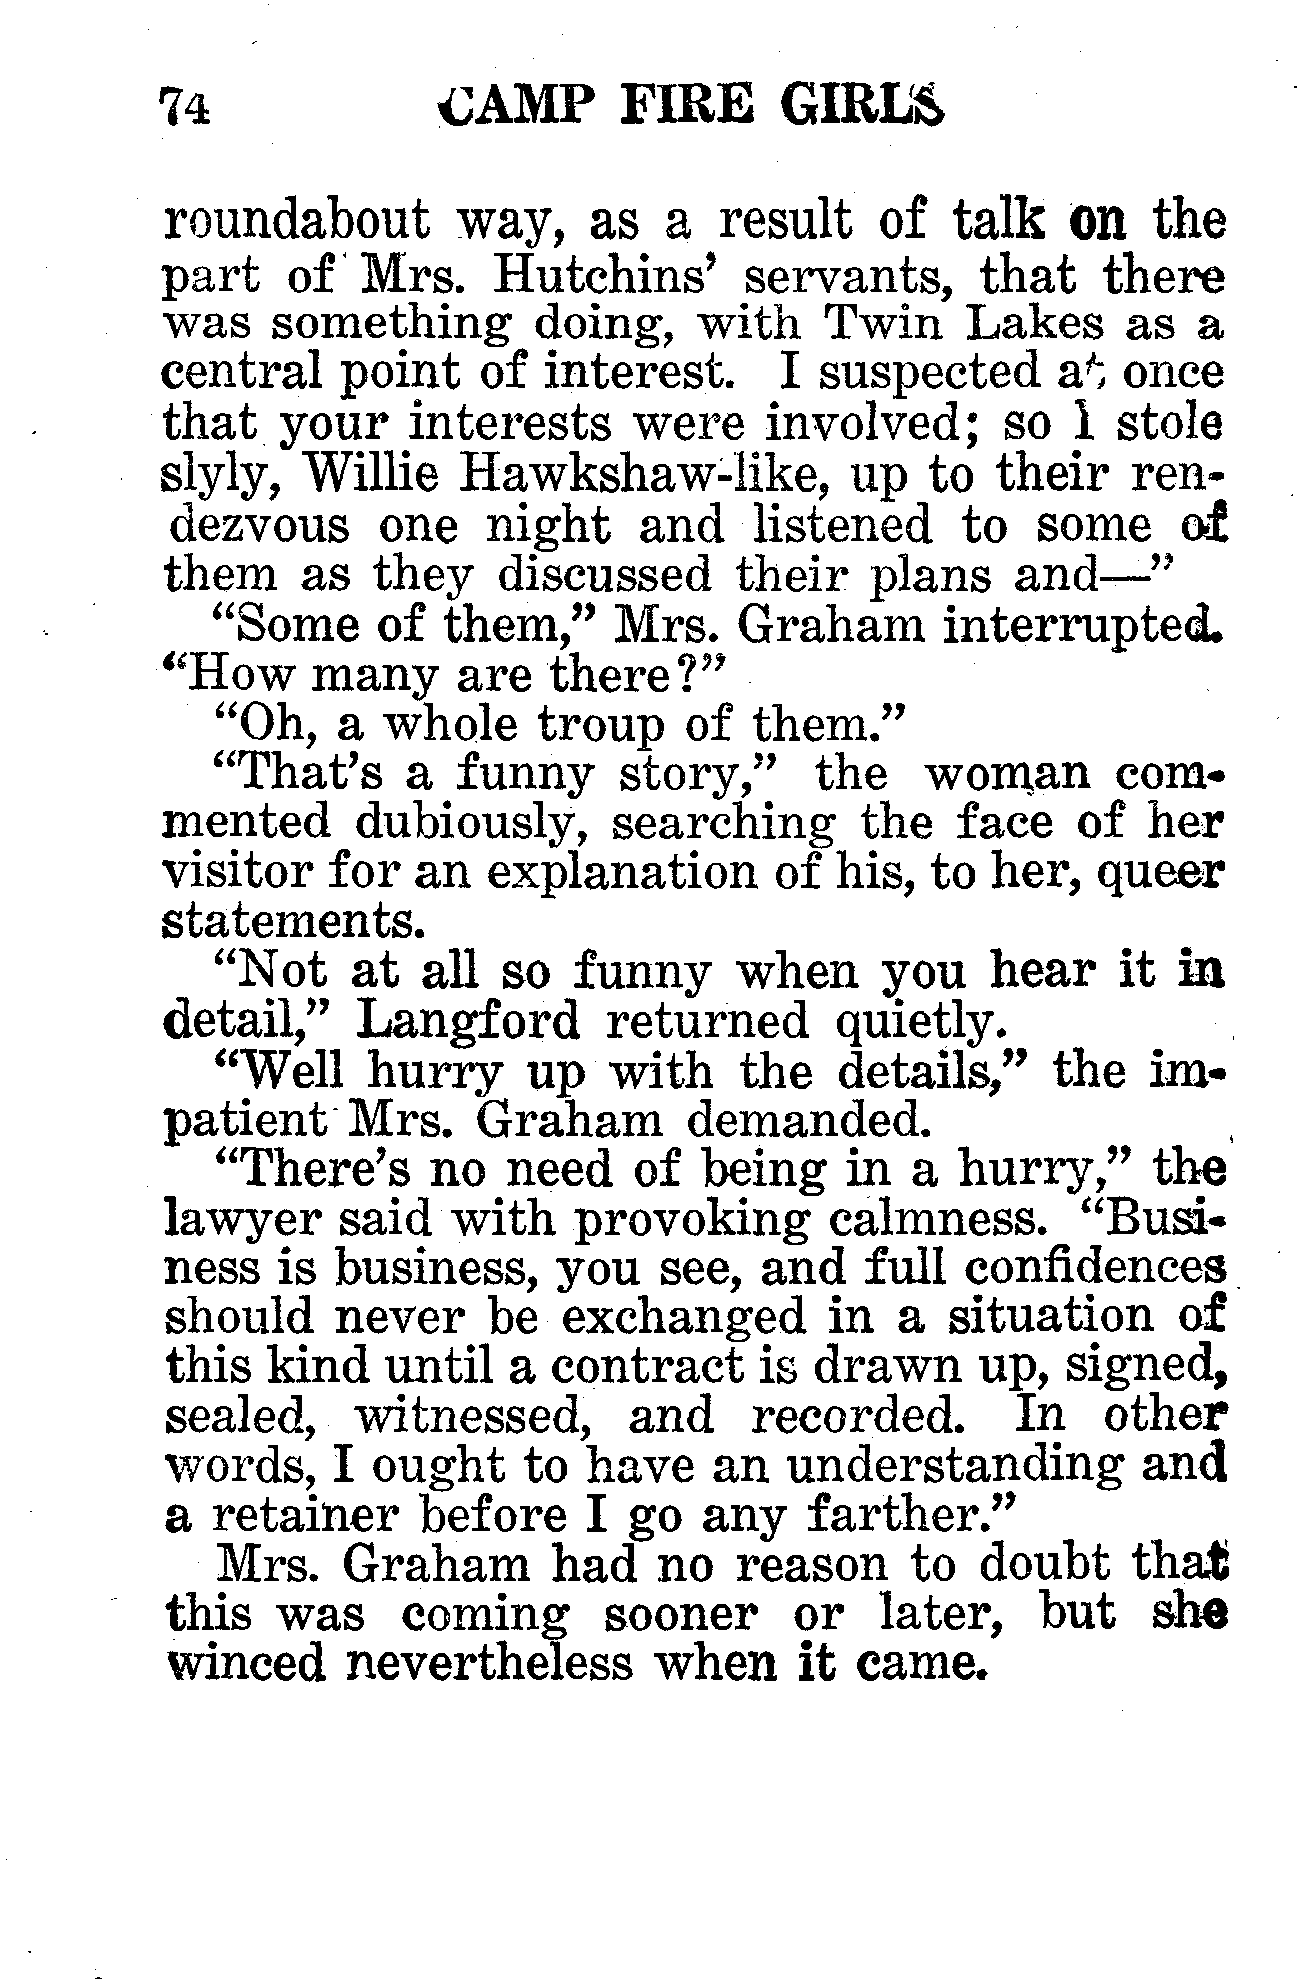 74 CAMP FIRE GIRLS
roundabout way, as a result of talk on the
part of Mrs. Hutchins’ servants, that there
was something doing, with Twin Lakes as a
central point of interest. I suspected at once
that your interests were involved; so I stole
slyly, Willie Hawkshaw-like, up to their ren-
dezvous one night and listened to some of
them as they discussed their plans and—”
“Some of them,” Mrs. Graham interrupted.
“How many are there?”
“Oh, a whole troup of them.”
“That’s a funny story,” the woman com-
mented dubiously, searching the face of her
visitor for an explanation of his, to her, queer
statements.
“Not at all so funny when you hear it in
detail,” Langford returned quietly.
“Well hurry up with the details,” the im-
patient Mrs. Graham demanded.
“There’s no need of being in a hurry,” the
lawyer said with provoking calmness. “Busi-
ness is business, you see, and full confidences
should never be exchanged in a situation of
this kind until a contract is drawn up, signed,
sealed, witnessed, and recorded. In other
words, I ought to have an understanding and
a retainer before I go any farther.”
Mrs. Graham had no reason to doubt that
this was coming sooner or later, but she
winced nevertheless when it came.